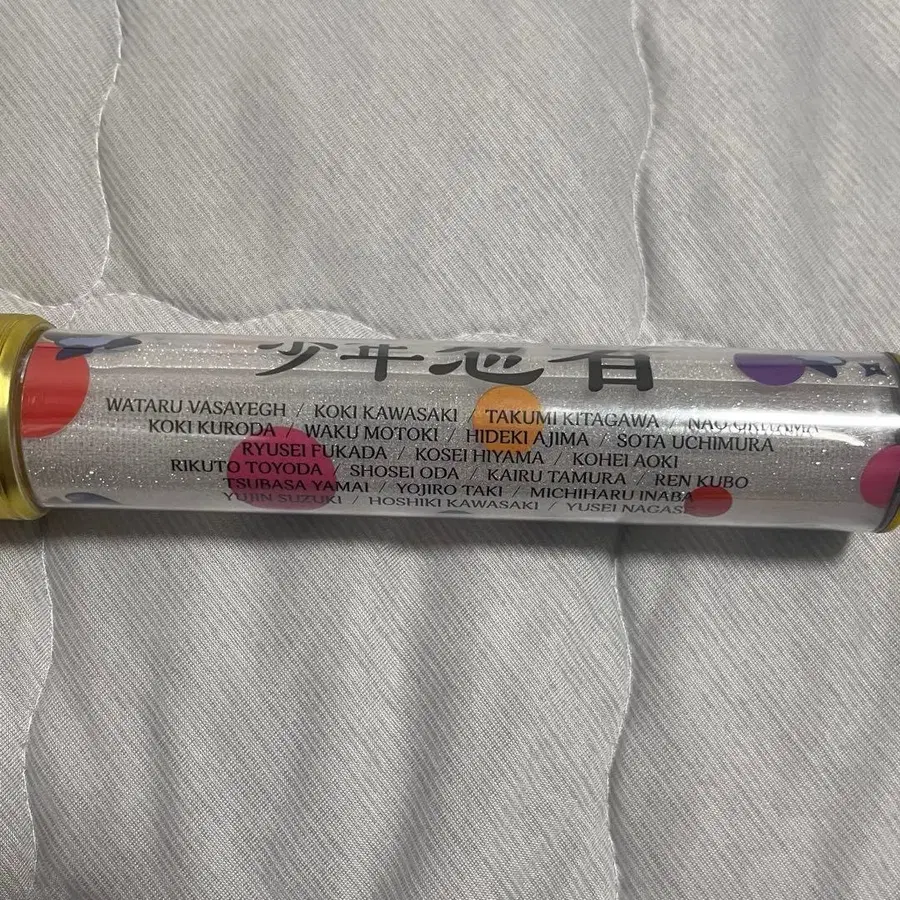 少年忍者
WATARU VASAYEGH / KOKI KAWASAKI / TAKUMI KITAGAWA / NAO
KOKI KURODA / WAKU MOTOKI / HIDEKI AJIMA / SOTA UCHIMURA
RYUSEI FUKADA / KOSEI HIYAMA / KOHEI AOKI
RIKUTO TOYODA / SHOSEI ODA / KAIRU TAMURA / REN KUBO
TSUBASA YAMAI / YOJIRO TAKI / MICHIHARU INABA
YUJIN SUZUKI / HOSHIKI KAWASAKI / YUSEI NAGASE